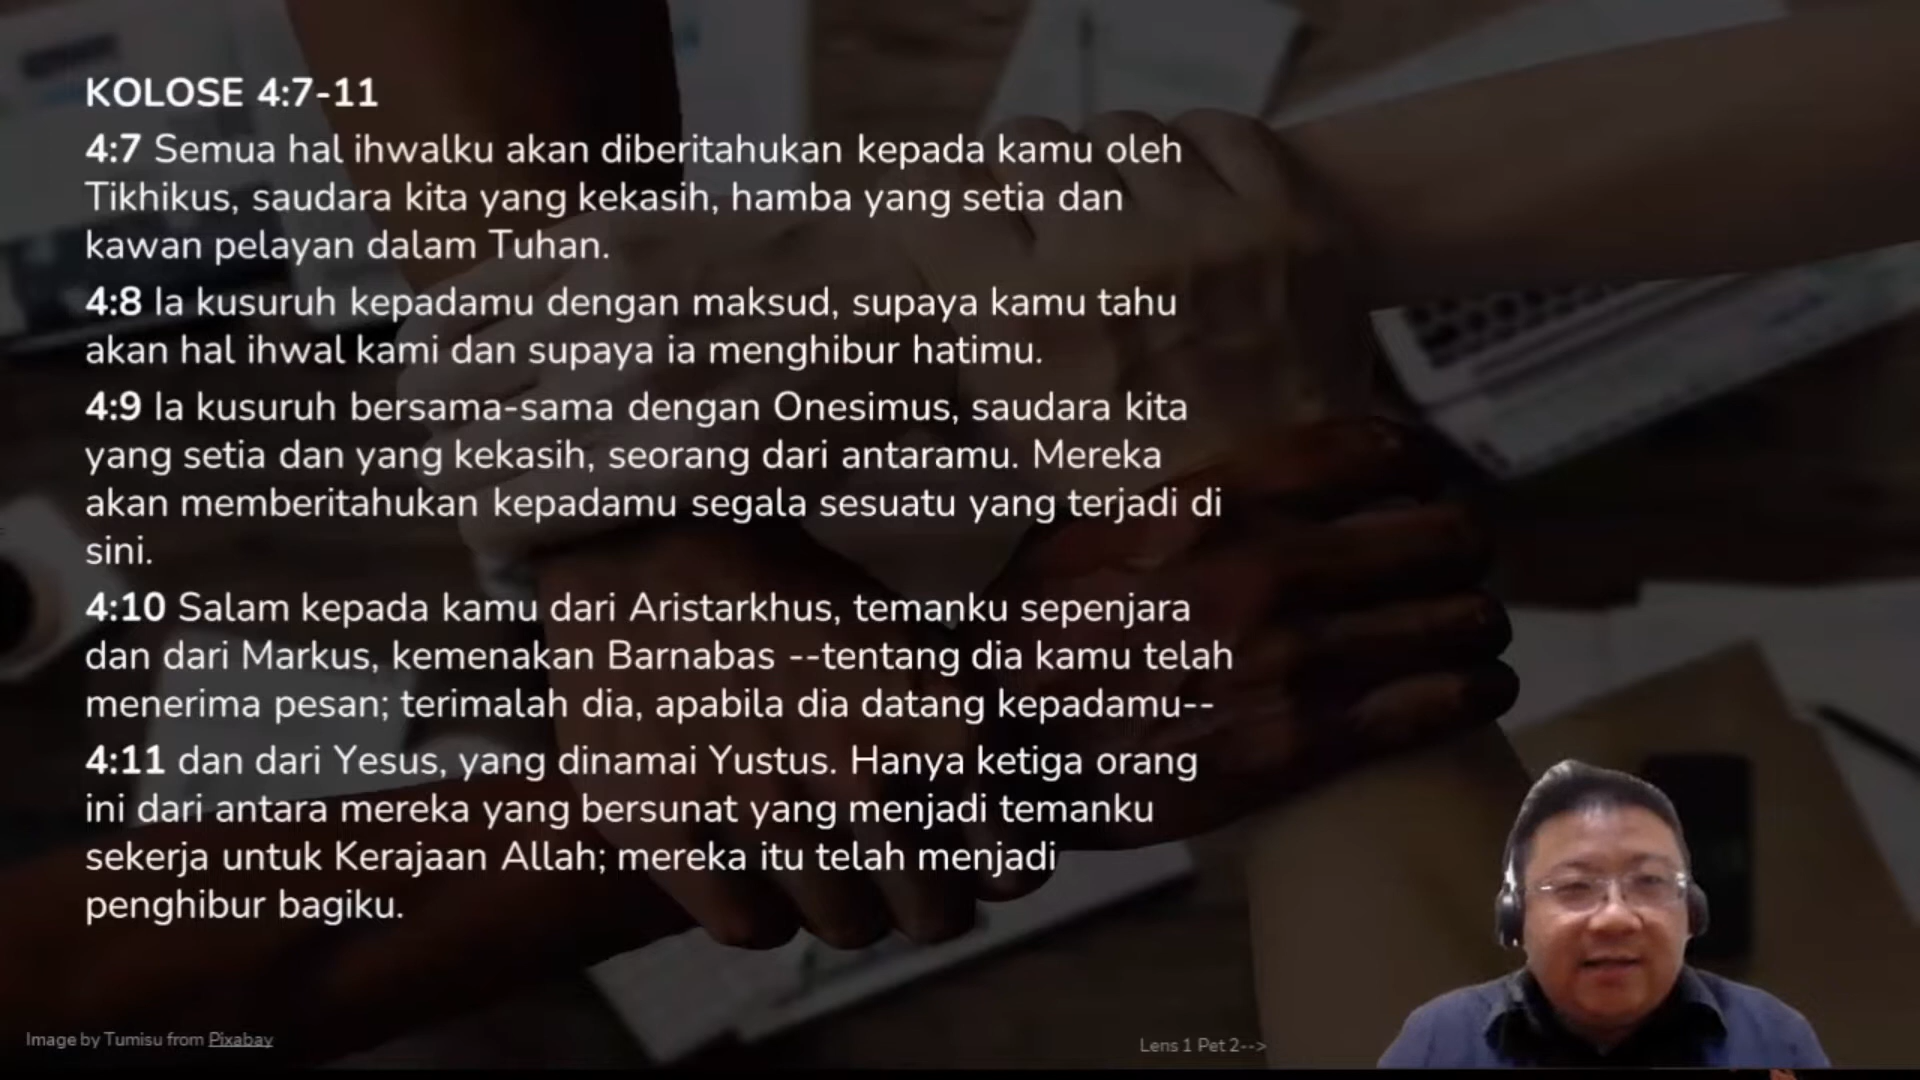 KOLOSE 4:7-11
4:7 Semua hal ihwalku akan diberitahukan kepada kamu oleh
Tikhikus, saudara kita yang kekasih, hamba yang setia dan
kawan pelayan dalam Tuhan.
4:8 Ia kusuruh kepadamu dengan maksud, supaya kamu tahu
akan hal ihwal kami dan supaya ia menghibur hatimu.
4:9 Ia kusuruh bersama-sama dengan Onesimus, saudara kita
yang setia dan yang kekasih, seorang dari antaramu. Mereka
akan memberitahukan kepadamu segala sesuatu yang terjadi di
sini.
4:10 Salam kepada kamu dari Aristarkhus, temanku sepenjara
dan dari Markus, kemenakan Barnabas --tentang dia kamu telah
menerima pesan; terimalah dia, apabila dia datang kepadamu--
4:11 dan dari Yesus, yang dinamai Yustus. Hanya ketiga orang
ini dari antara mereka yang bersunat yang menjadi temanku
sekerja untuk Kerajaan Allah; mereka itu telah menjadi
penghibur bagiku.
Image by Tumisu from Pixabay
Lens 1 Pet 2-->